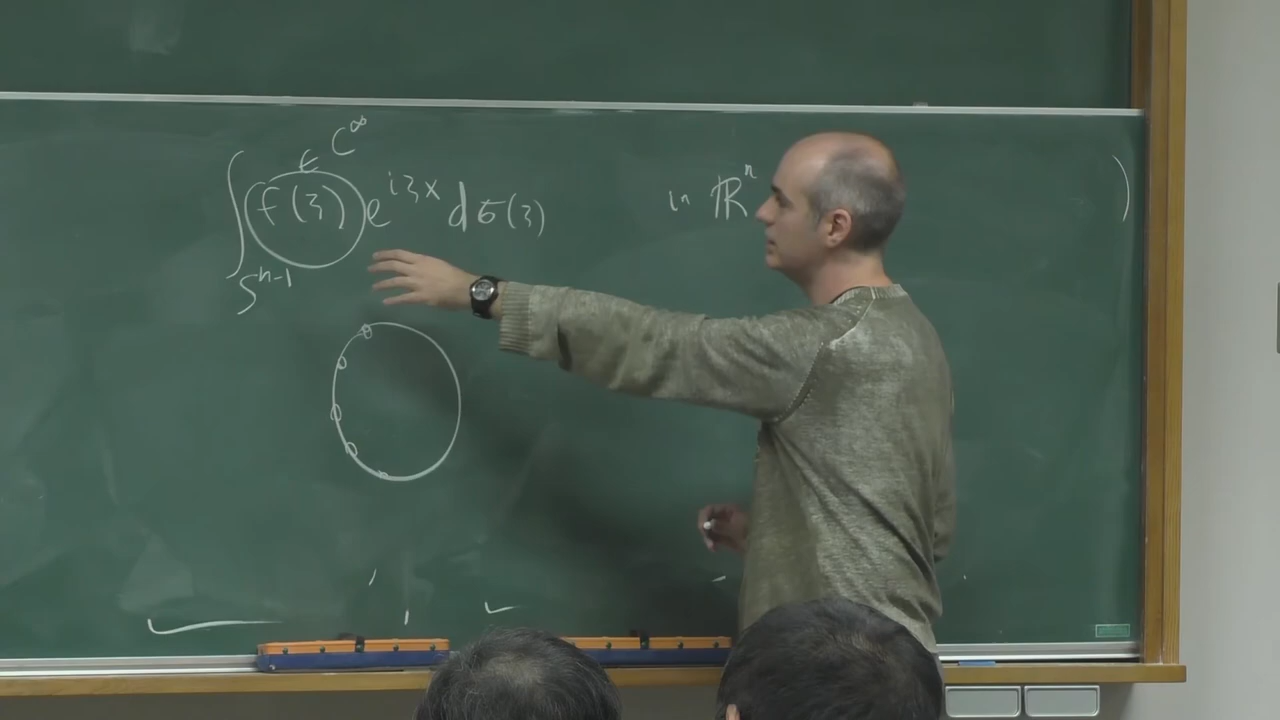 ∈ C^∞
∫_{S^{n-1}} f(ξ) e^{iξx} dσ(ξ) in ℝ^n )